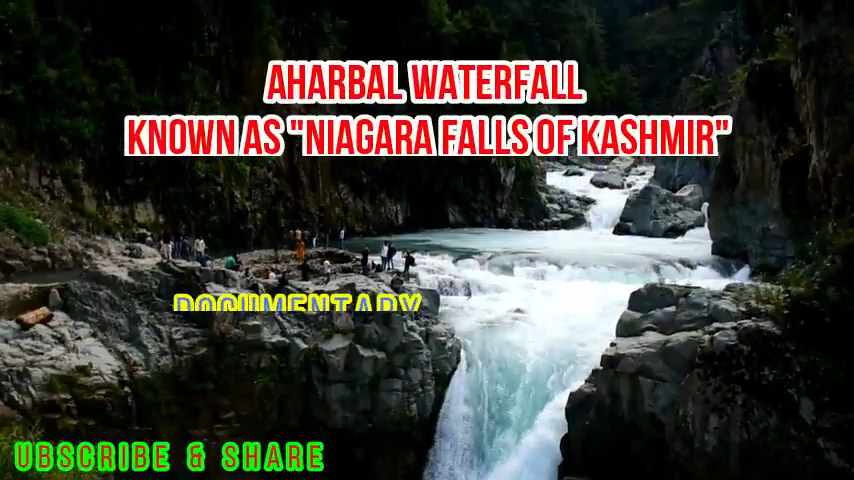 AHARBAL WATERFALL
KNOWN AS "NIAGARA FALLS OF KASHMIR"
DOCUMENTARY
UBSCRIBE & SHARE